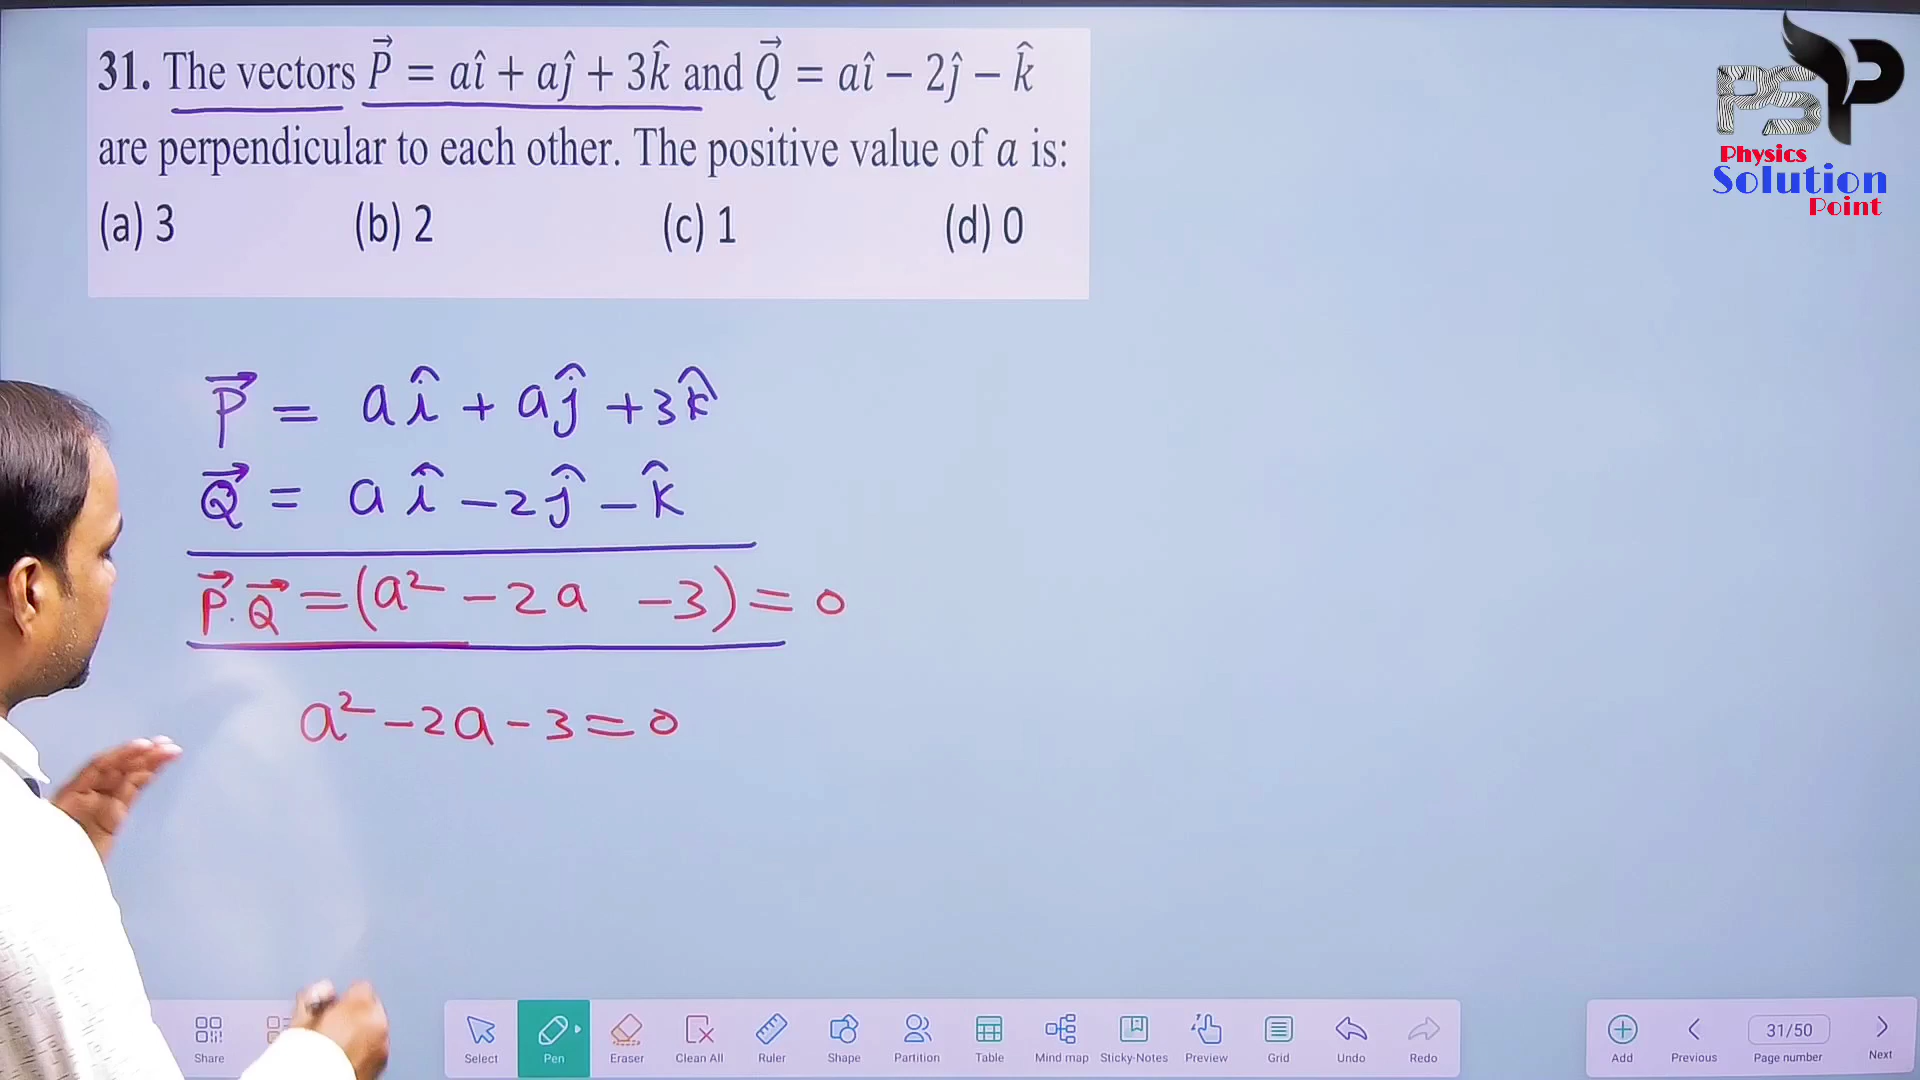 31. The vectors P⃗ = aî + aĵ + 3k̂ and Q⃗ = aî − 2ĵ − k̂
are perpendicular to each other. The positive value of a is:
(a) 3 (b) 2 (c) 1 (d) 0
PSP
Physics
Solution
Point
P⃗ = aî + aĵ + 3k̂
Q⃗ = aî − 2ĵ − k̂
P⃗.Q⃗ = (a² − 2a − 3) = 0
a² − 2a − 3 = 0
Share Select Pen Eraser Clean All Ruler Shape Partition Table Mind map Sticky-Notes Preview Grid Undo Redo Add Previous 31/50 Page number Next